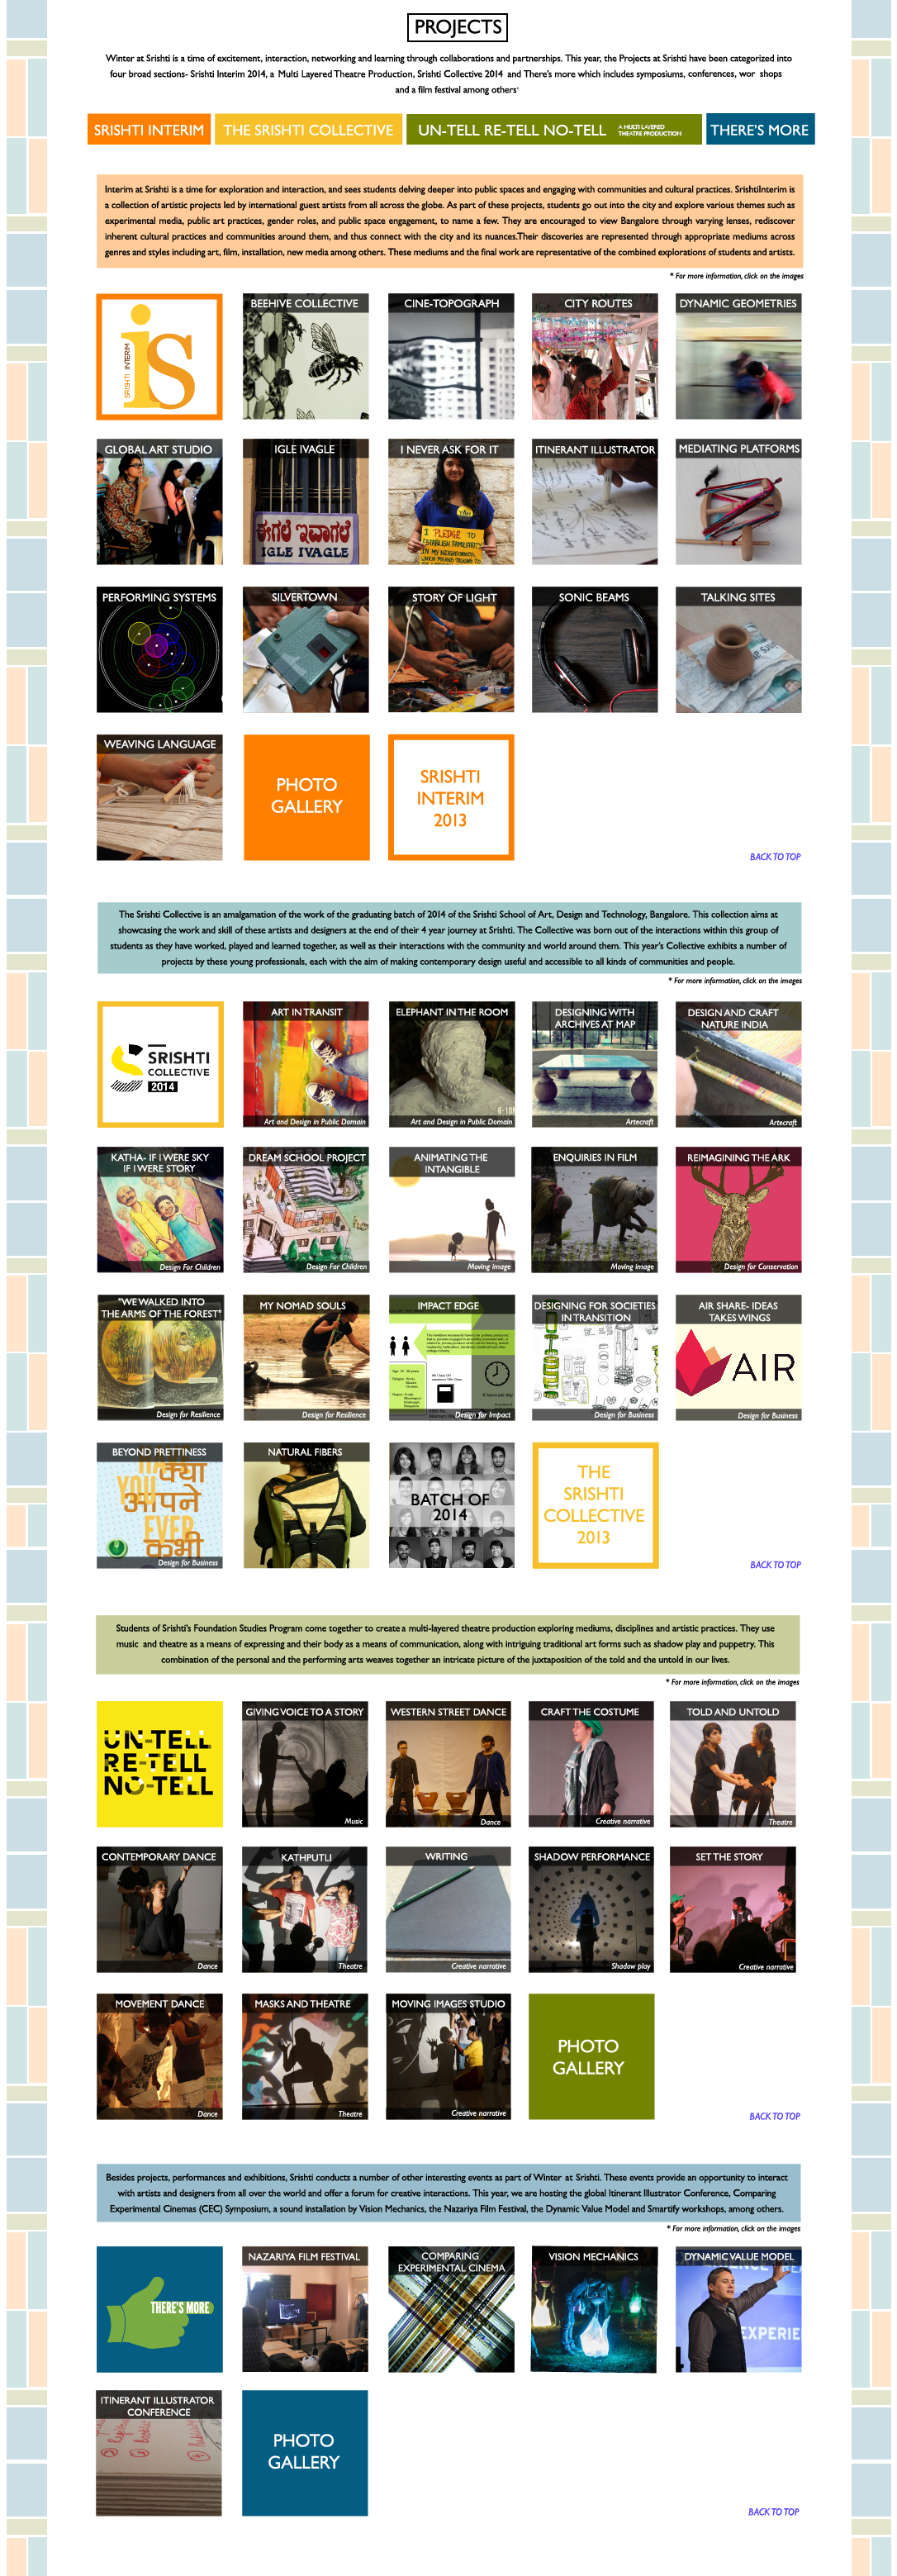 PROJECTS
Winter at Srishti is a time of excitement, interaction, networking and learning through collaborations and partnerships. This year, the Projects at Srishti have been categorized into
four broad sections- Srishti Interim 2014, a Multi Layered Theatre Production, Srishti Collective 2014 and There's more which includes symposiums, conferences, wor shops
and a film festival among others.
SRISHTI INTERIM
THE SRISHTI COLLECTIVE
UN-TELL RE-TELL NO-TELL
A MULTI LAYERED
THEATRE PRODUCTION
THERE'S MORE
Interim at Srishti is a time for exploration and interaction, and sees students delving deeper into public spaces and engaging with communities and cultural practices. SrishtiInterim is
a collection of artistic projects led by international guest artists from all across the globe. As part of these projects, students go out into the city and explore various themes such as
experimental media, public art practices, gender roles, and public space engagement, to name a few. They are encouraged to view Bangalore through varying lenses, rediscover
inherent cultural practices and communities around them, and thus connect with the city and its nuances.Their discoveries are represented through appropriate mediums across
genres and styles including art, film, installation, new media among others. These mediums and the final work are representative of the combined explorations of students and artists.
* For more information, click on the images
is
SRISHTI INTERIM
BEEHIVE COLLECTIVE
CINE-TOPOGRAPH
CITY ROUTES
DYNAMIC GEOMETRIES
GLOBAL ART STUDIO
IGLE IVAGLE
ಈಗಲೆ ಇವಾಗಲೆ
IGLE IVAGLE
I NEVER ASK FOR IT
I PLEDGE TO
ESTABLISH FAMILIARITY
IN MY NEIGHBORHOOD
ITINERANT ILLUSTRATOR
MEDIATING PLATFORMS
PERFORMING SYSTEMS
SILVERTOWN
STORY OF LIGHT
SONIC BEAMS
TALKING SITES
WEAVING LANGUAGE
PHOTO
GALLERY
SRISHTI
INTERIM
2013
BACK TO TOP
The Srishti Collective is an amalgamation of the work of the graduating batch of 2014 of the Srishti School of Art, Design and Technology, Bangalore. This collection aims at
showcasing the work and skill of these artists and designers at the end of their 4 year journey at Srishti. The Collective was born out of the interactions within this group of
students as they have worked, played and learned together, as well as their interactions with the community and world around them. This year's Collective exhibits a number of
projects by these young professionals, each with the aim of making contemporary design useful and accessible to all kinds of communities and people.
* For more information, click on the images
SRISHTI
COLLECTIVE
2014
ART IN TRANSIT
Art and Design in Public Domain
ELEPHANT IN THE ROOM
Art and Design in Public Domain
DESIGNING WITH
ARCHIVES AT MAP
Artecraft
DESIGN AND CRAFT
NATURE INDIA
Artecraft
KATHA- IF I WERE SKY
IF I WERE STORY
Design For Children
DREAM SCHOOL PROJECT
Design For Children
ANIMATING THE
INTANGIBLE
Moving image
ENQUIRIES IN FILM
Moving image
REIMAGINING THE ARK
Design for Conservation
"WE WALKED INTO
THE ARMS OF THE FOREST"
Design for Resilience
MY NOMAD SOULS
Design for Resilience
IMPACT EDGE
Design for Impact
DESIGNING FOR SOCIETIES
IN TRANSITION
Design for Business
AIR SHARE- IDEAS
TAKES WINGS
AIR
Design for Business
BEYOND PRETTINESS
HAVE
क्या
YOU
आपने
EVER
कभी
Design for Business
NATURAL FIBERS
BATCH OF
2014
THE
SRISHTI
COLLECTIVE
2013
BACK TO TOP
Students of Srishti's Foundation Studies Program come together to create a multi-layered theatre production exploring mediums, disciplines and artistic practices. They use
music and theatre as a means of expressing and their body as a means of communication, along with intriguing traditional art forms such as shadow play and puppetry. This
combination of the personal and the performing arts weaves together an intricate picture of the juxtaposition of the told and the untold in our lives.
* For more information, click on the images
UN-TELL
RE-TELL
NO-TELL
GIVING VOICE TO A STORY
Music
WESTERN STREET DANCE
Dance
CRAFT THE COSTUME
Creative narrative
TOLD AND UNTOLD
Theatre
CONTEMPORARY DANCE
Dance
KATHPUTLI
Theatre
WRITING
Creative narrative
SHADOW PERFORMANCE
Shadow play
SET THE STORY
Creative narrative
MOVEMENT DANCE
Dance
MASKS AND THEATRE
Theatre
MOVING IMAGES STUDIO
Creative narrative
PHOTO
GALLERY
BACK TO TOP
Besides projects, performances and exhibitions, Srishti conducts a number of other interesting events as part of Winter at Srishti. These events provide an opportunity to interact
with artists and designers from all over the world and offer a forum for creative interactions. This year, we are hosting the global Itinerant Illustrator Conference, Comparing
Experimental Cinemas (CEC) Symposium, a sound installation by Vision Mechanics, the Nazariya Film Festival, the Dynamic Value Model and Smartify workshops, among others.
* For more information, click on the images
THERE'S MORE
NAZARIYA FILM FESTIVAL
COMPARING
EXPERIMENTAL CINEMA
VISION MECHANICS
DYNAMIC VALUE MODEL
EXPERIE
ITINERANT ILLUSTRATOR
CONFERENCE
PHOTO
GALLERY
BACK TO TOP